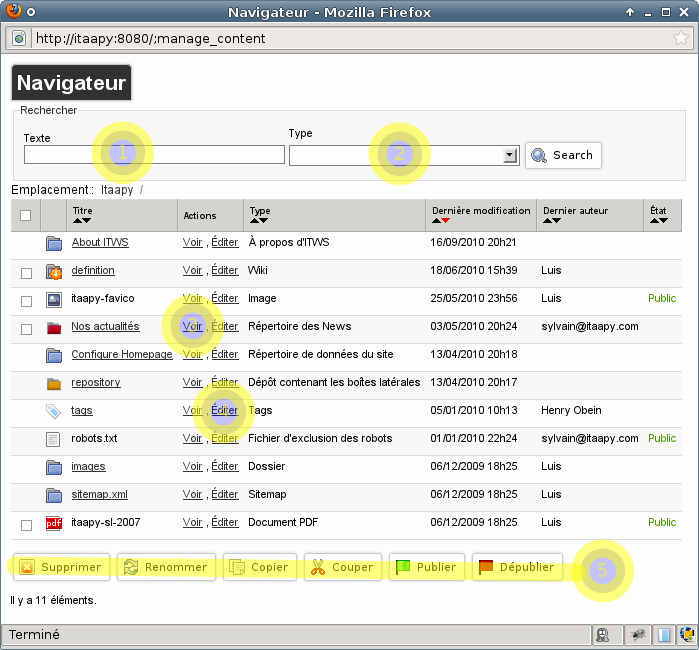 Navigateur - Mozilla Firefox
http://itaapy:8080/;manage_content
Navigateur
Rechercher
Texte Type
1 2 Search
Emplacement : Itaapy /
Titre Actions Type Dernière modification Dernier auteur État
About ITWS Voir , Éditer À propos d'ITWS 16/09/2010 20h21
definition Voir , Éditer Wiki 18/06/2010 15h39 Luis
itaapy-favico Voir , Éditer Image 25/05/2010 23h56 Luis Public
Nos actualités Voir , Éditer Répertoire des News 03/05/2010 20h24 sylvain@itaapy.com
Configure Homepage Voir , Éditer Répertoire de données du site 13/04/2010 20h18
repository Voir , Éditer Dépôt contenant les boîtes latérales 13/04/2010 20h17
tags Voir , Éditer Tags 05/01/2010 10h13 Henry Obein
robots.txt Voir , Éditer Fichier d'exclusion des robots 01/01/2010 22h24 sylvain@itaapy.com Public
images Voir , Éditer Dossier 06/12/2009 18h25 Luis
sitemap.xml Voir , Éditer Sitemap 06/12/2009 18h25 Luis
pdf itaapy-sl-2007 Voir , Éditer Document PDF 06/12/2009 18h25 Luis Public
Supprimer Renommer Copier Couper Publier Dépublier 5
Il y a 11 éléments.
Terminé